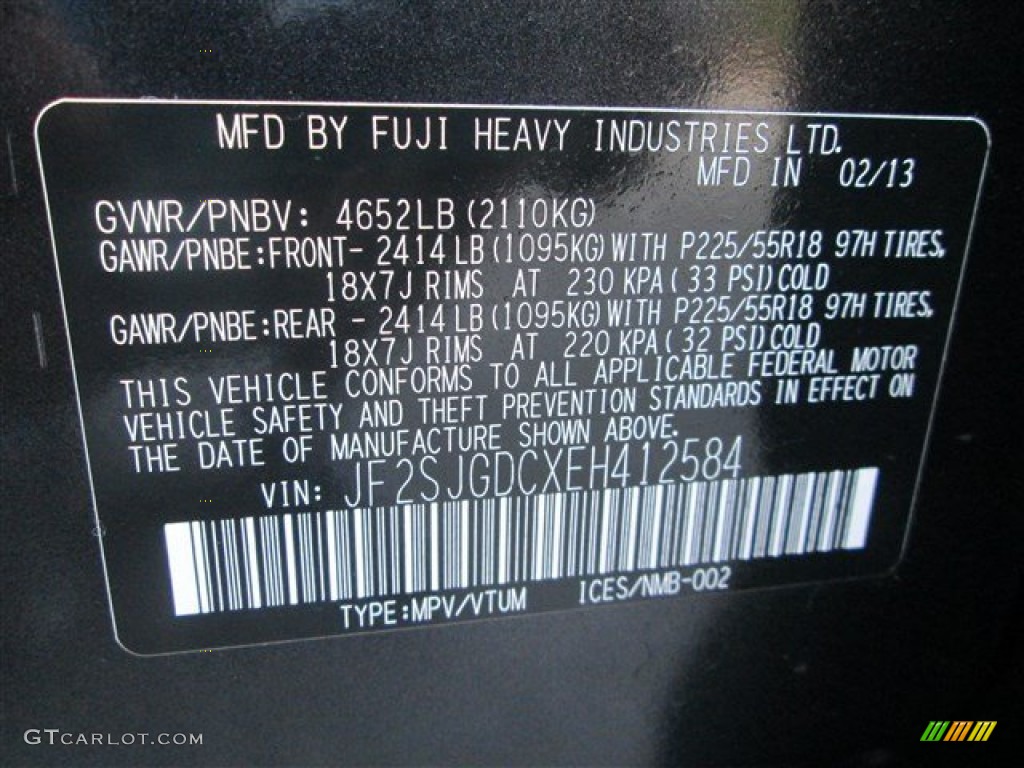 MFD BY FUJI HEAVY INDUSTRIES LTD.
MFD IN 02/13
GVWR/PNBV: 4652LB(2110KG)
GAWR/PNBE:FRONT- 2414LB(1095KG)WITH P225/55R18 97H TIRES.
18X7J RIMS AT 230 KPA(33 PSI)COLD
GAWR/PNBE:REAR - 2414LB(1095KG)WITH P225/55R18 97H TIRES.
18X7J RIMS AT 220 KPA(32 PSI)COLD
THIS VEHICLE CONFORMS TO ALL APPLICABLE FEDERAL MOTOR
VEHICLE SAFETY AND THEFT PREVENTION STANDARDS IN EFFECT ON
THE DATE OF MANUFACTURE SHOWN ABOVE.
VIN: JF2SJGDCXEH412584
TYPE:MPV/VTUM ICES/NMB-002
GTCARLOT.COM